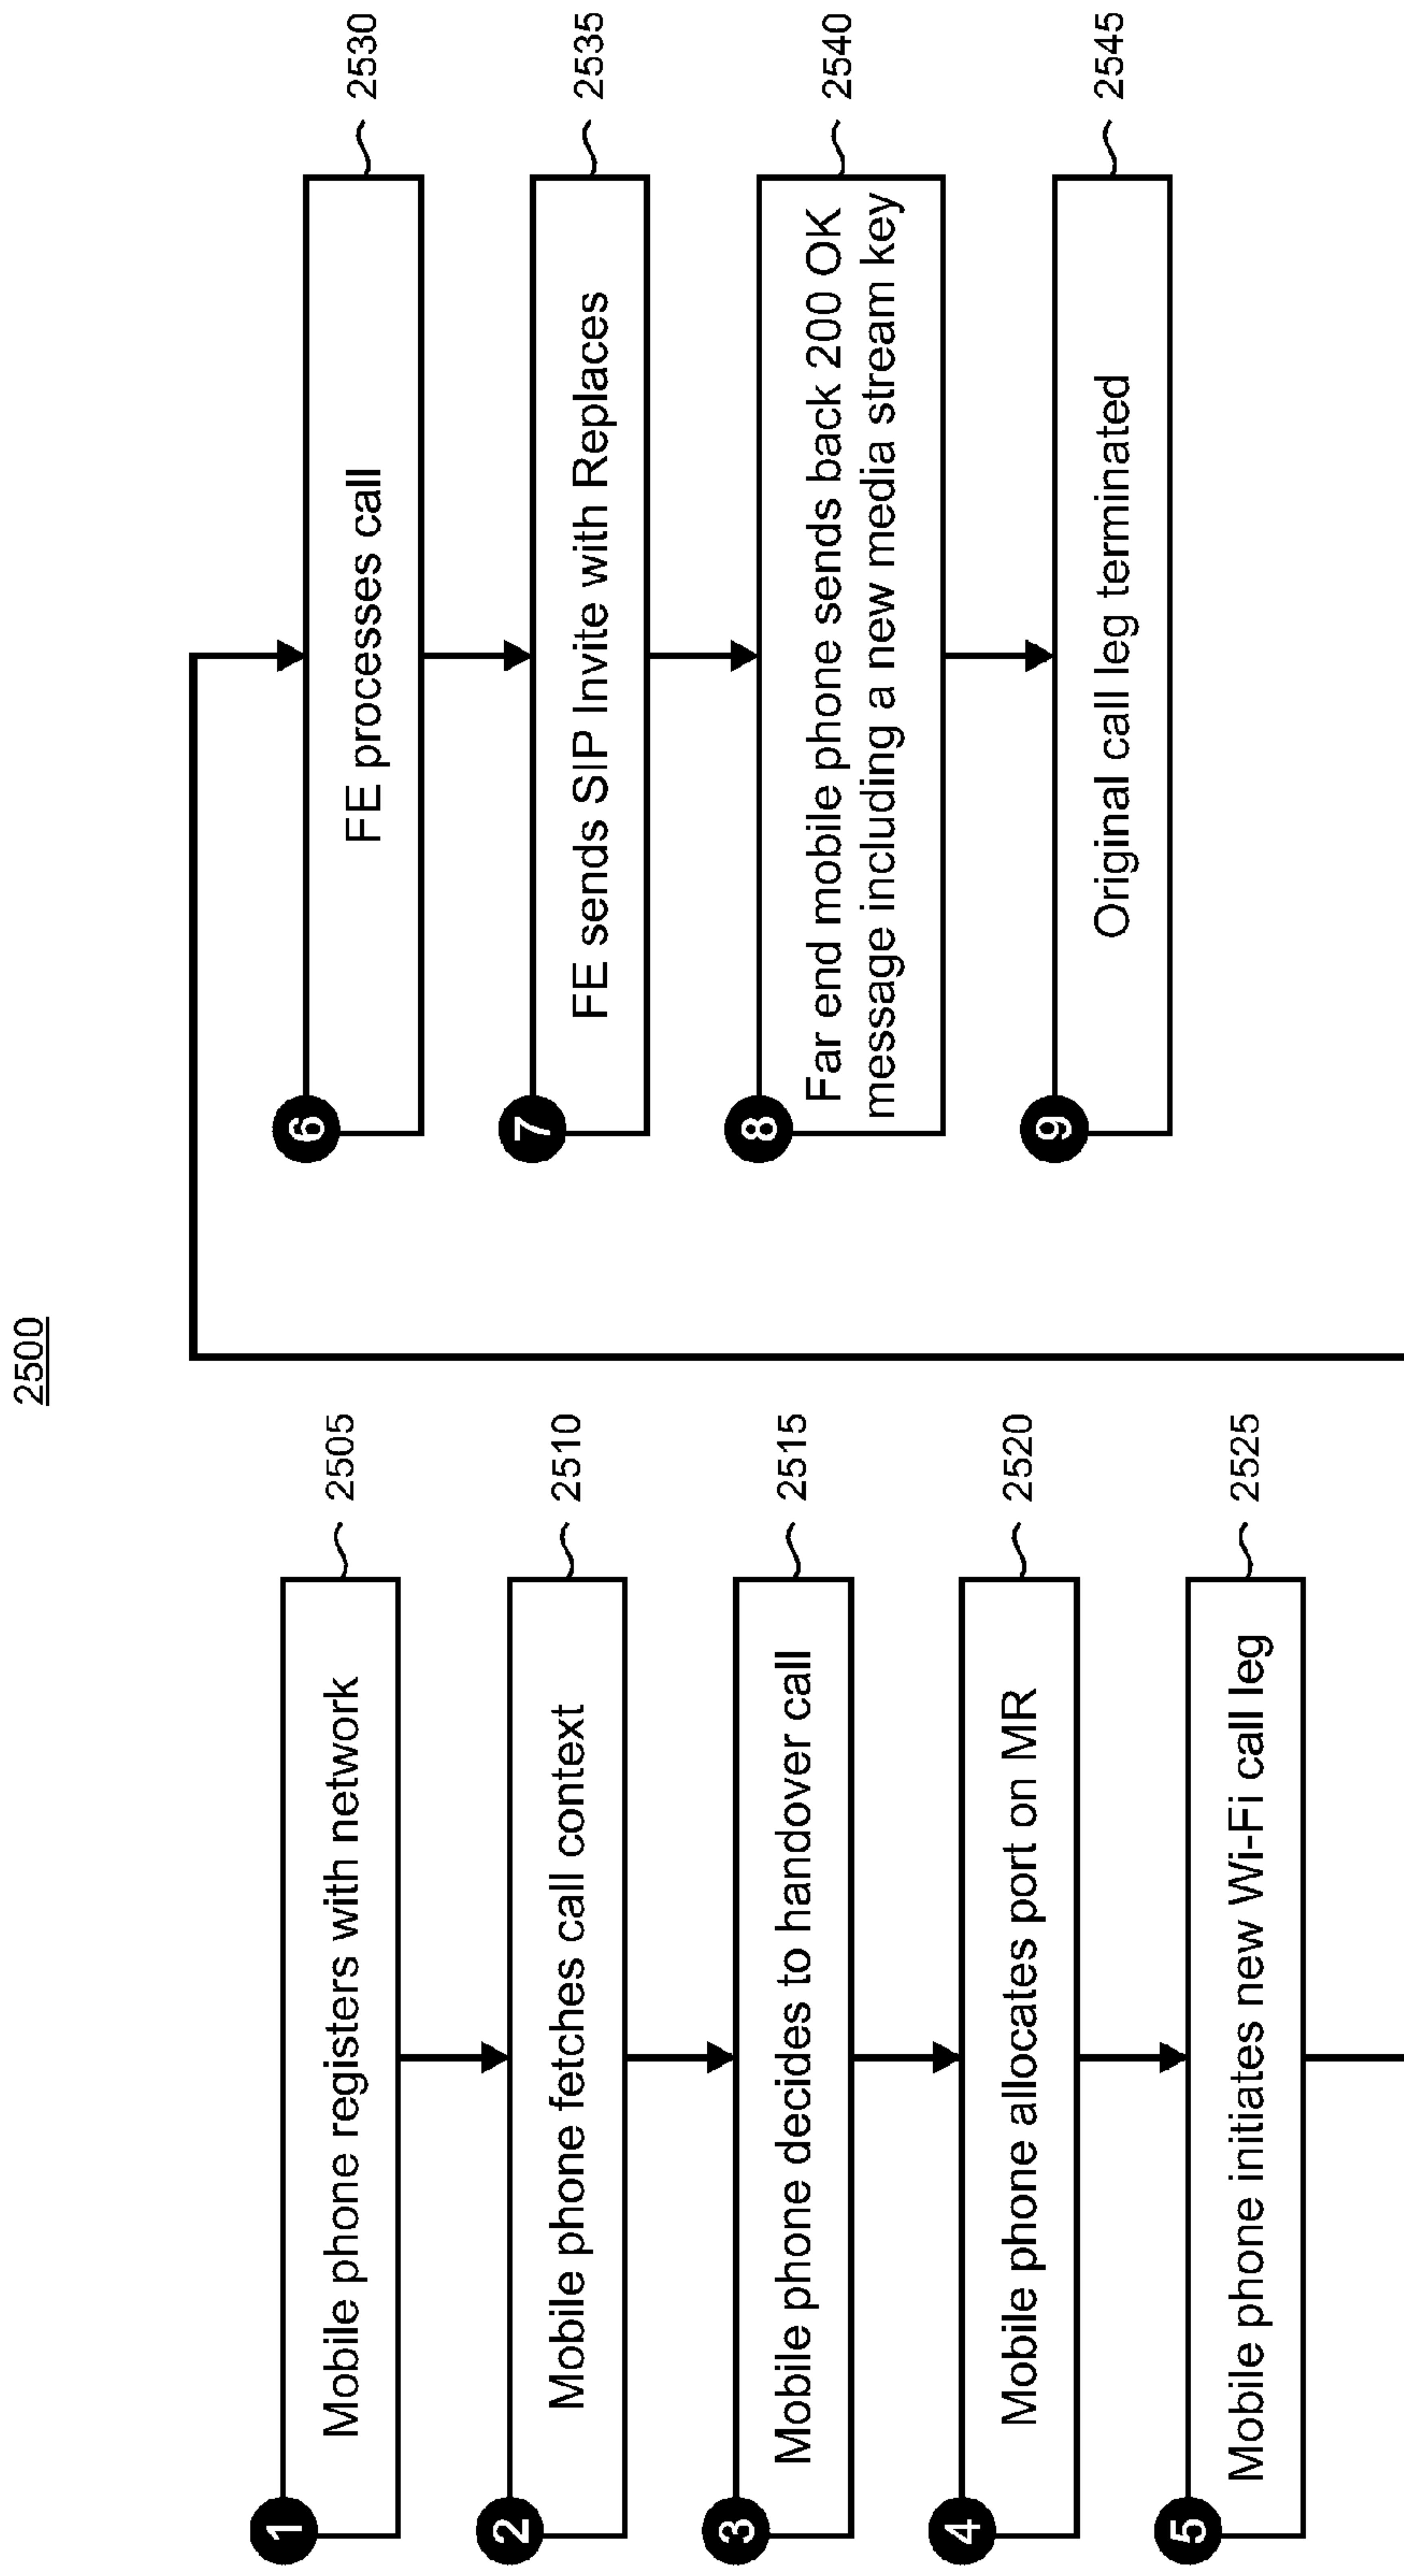 2500
1
Mobile phone registers with network
2505
2
Mobile phone fetches call context
2510
3
Mobile phone decides to handover call
2515
4
Mobile phone allocates port on MR
2520
5
Mobile phone initiates new Wi-Fi call leg
2525
6
FE processes call
2530
7
FE sends SIP Invite with Replaces
2535
8
Far end mobile phone sends back 200 OK
message including a new media stream key
2540
9
Original call leg terminated
2545